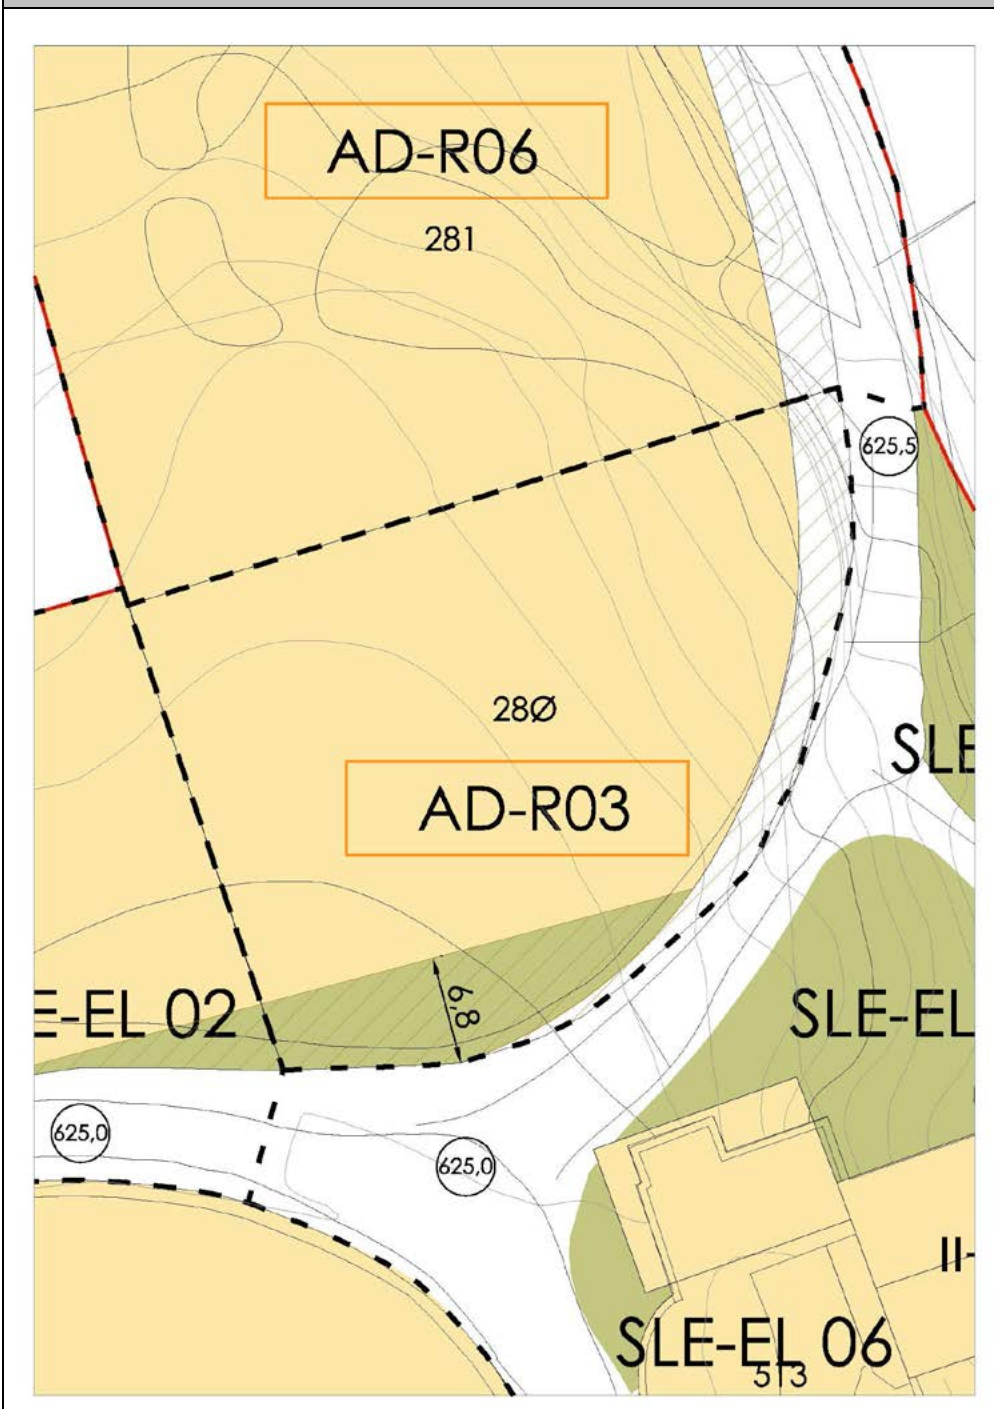 AD-R06
281
625,5
28Ø
SLE
AD-R03
6,8
E-EL 02
SLE-EL
625,0
625,0
II-
SLE-EL 06
513